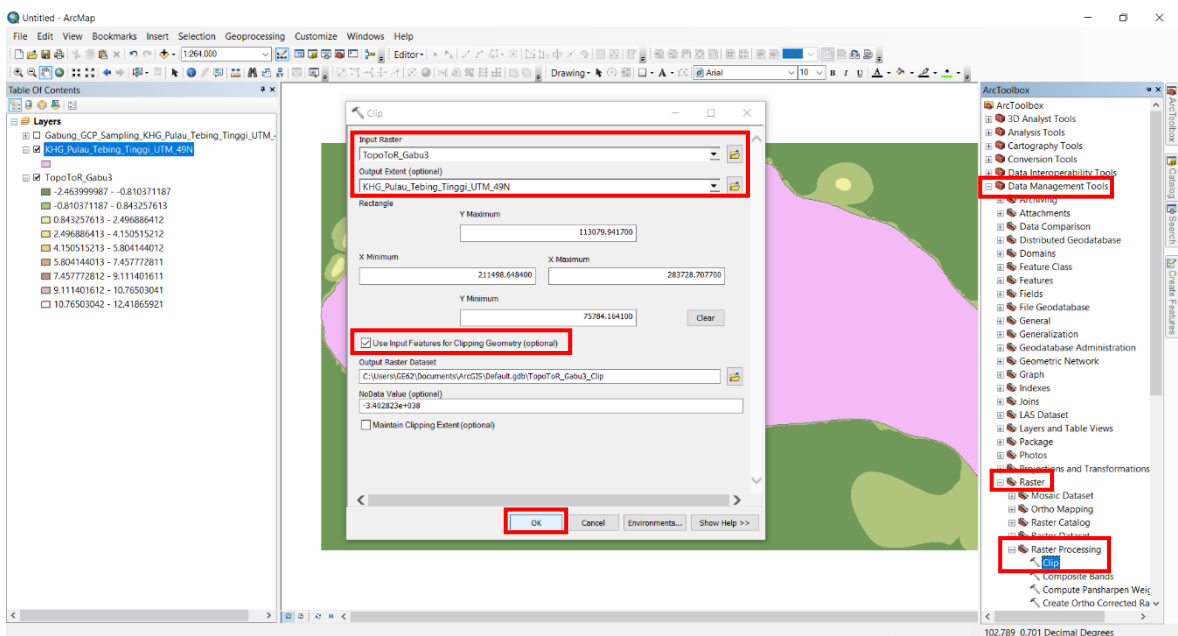 Untitled - ArcMap
File Edit View Bookmarks Insert Selection Geoprocessing Customize Windows Help
1:264.000
Editor
Drawing
Arial
10
B I U A
Table Of Contents
Layers
Gabung_GCP_Sampling_KHG_Pulau_Tebing_Tinggi_UTM_
KHG_Pulau_Tebing_Tinggi_UTM_49N
TopoToR_Gabu3
-2.463999987 - -0.810371187
-0.810371187 - 0.843257613
0.843257613 - 2.496886412
2.496886413 - 4.150515212
4.150515213 - 5.804144012
5.804144013 - 7.457772811
7.457772812 - 9.111401611
9.111401612 - 10.76503041
10.76503042 - 12.41865921
Clip
Input Raster
TopoToR_Gabu3
Output Extent (optional)
KHG_Pulau_Tebing_Tinggi_UTM_49N
Rectangle
Y Maximum
113079.941700
X Minimum
X Maximum
211498.648400
283728.707700
Y Minimum
75784.164100
Clear
Use Input Features for Clipping Geometry (optional)
Output Raster Dataset
C:\Users\GE62\Documents\ArcGIS\Default.gdb\TopoToR_Gabu3_Clip
NoData Value (optional)
-3.402823e+038
Maintain Clipping Extent (optional)
OK
Cancel
Environments...
Show Help >>
ArcToolbox
ArcToolbox
3D Analyst Tools
Analysis Tools
Cartography Tools
Conversion Tools
Data Interoperability Tools
Data Management Tools
Archiving
Attachments
Data Comparison
Distributed Geodatabase
Domains
Feature Class
Features
Fields
File Geodatabase
General
Generalization
Geodatabase Administration
Geometric Network
Graph
Indexes
Joins
LAS Dataset
Layers and Table Views
Package
Photos
Projections and Transformations
Raster
Mosaic Dataset
Ortho Mapping
Raster Catalog
Raster Dataset
Raster Processing
Clip
Composite Bands
Compute Pansharpen Weig
Create Ortho Corrected Ra
ArcToolbox
Catalog
Search
Create Features
102.789 0.701 Decimal Degrees